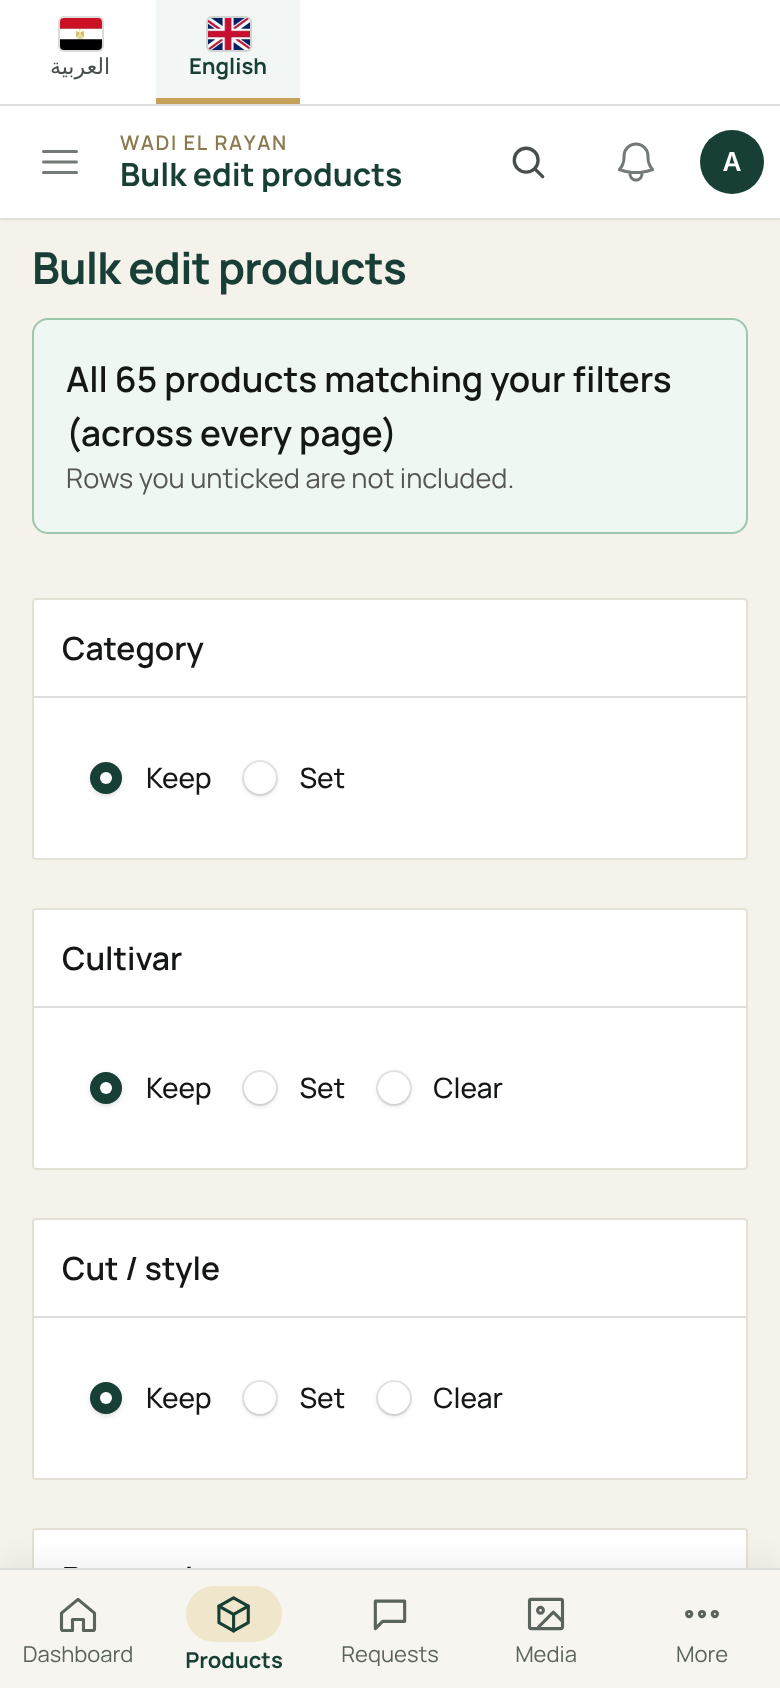 العربية
English
WADI EL RAYAN
Bulk edit products
A
Bulk edit products
All 65 products matching your filters
(across every page)
Rows you unticked are not included.
Category
Keep Set
Cultivar
Keep Set Clear
Cut / style
Keep Set Clear
Dashboard Products Requests Media More